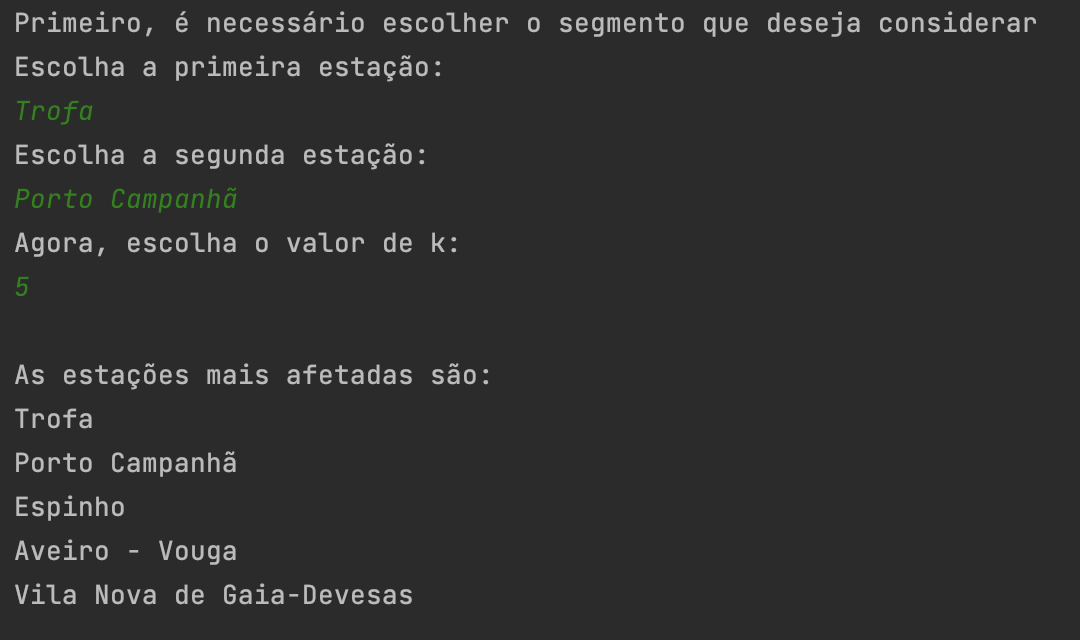 Primeiro, é necessário escolher o segmento que deseja considerar
Escolha a primeira estação:
Trofa
Escolha a segunda estação:
Porto Campanhã
Agora, escolha o valor de k:
5
As estações mais afetadas são:
Trofa
Porto Campanhã
Espinho
Aveiro - Vouga
Vila Nova de Gaia-Devesas